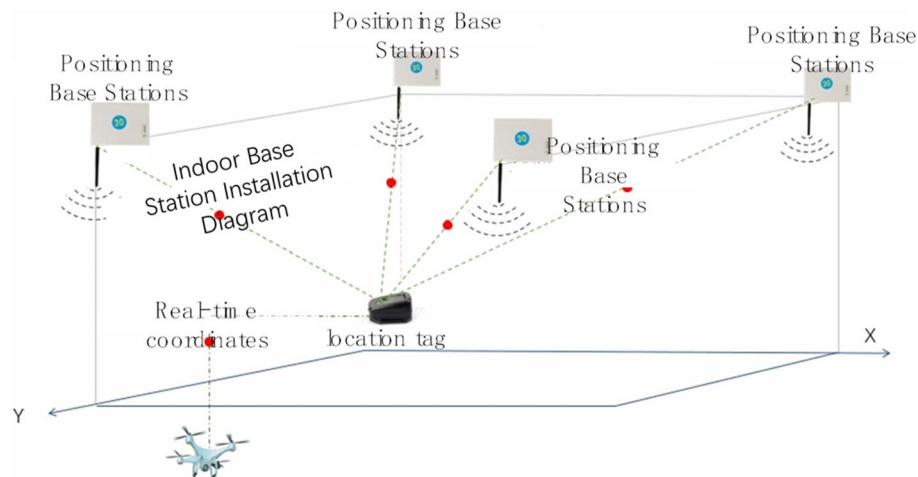 Positioning Base
Stations
Positioning Base
Stations
Positioning
Base Stations
Indoor Base
Station Installation
Diagram
Positioning
Base
Stations
Real-time
coordinates
location tag
X
Y